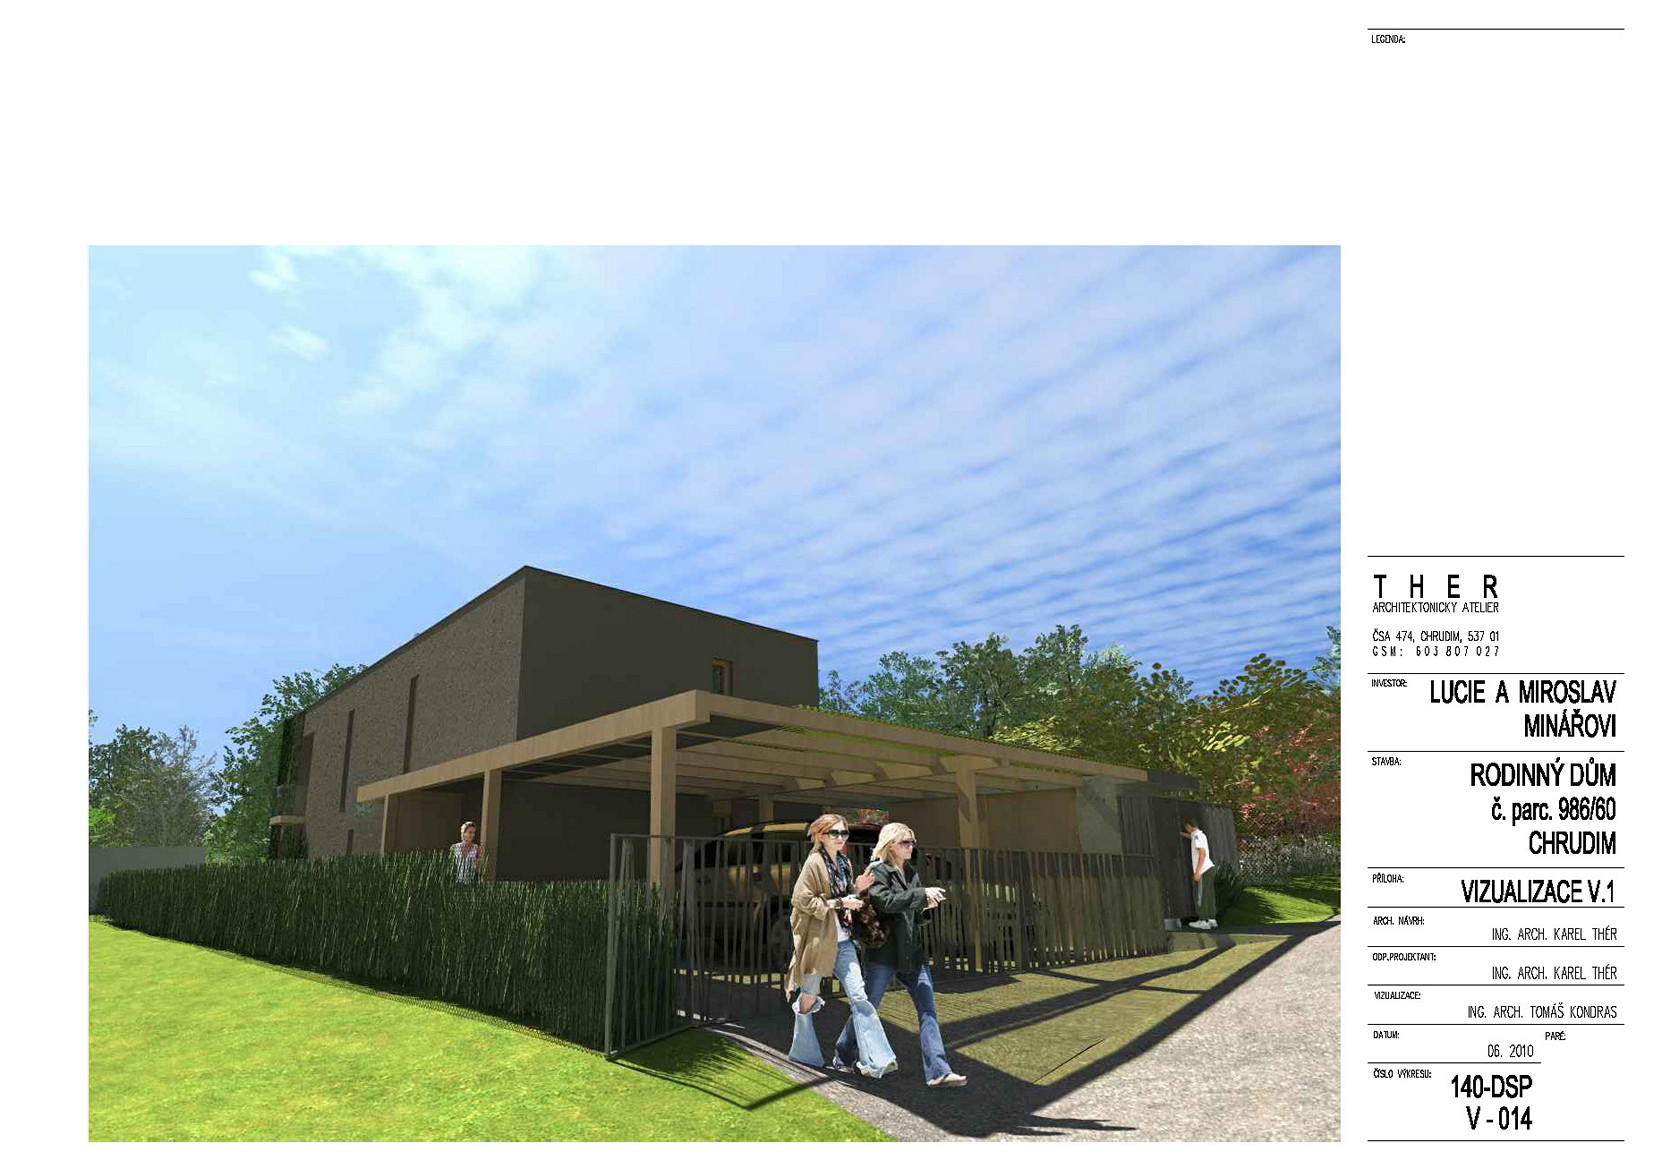 LEGENDA:
T H E R
ARCHITEKTONICKÝ ATELIER
ČSA 474, CHRUDIM, 537 01
GSM: 603 807 027
INVESTOR:
LUCIE A MIROSLAV
MINÁŘOVI
STAVBA:
RODINNÝ DŮM
č. parc. 986/60
CHRUDIM
PŘÍLOHA:
VIZUALIZACE V.1
ARCH. NÁVRH:
ING. ARCH. KAREL THÉR
ODP.PROJEKTANT:
ING. ARCH. KAREL THÉR
VIZUALIZACE:
ING. ARCH. TOMÁŠ KONDRAS
DATUM:
PARÉ:
06. 2010
ČÍSLO VÝKRESU:
140-DSP
V - 014